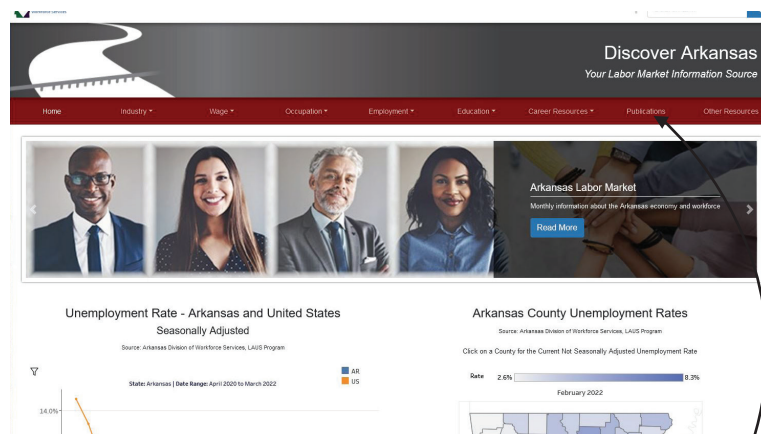 Discover Arkansas
Your Labor Market Information Source
Home Industry Wage Occupation Employment Education Career Resources Publications Other Resources
Arkansas Labor Market
Monthly information about the Arkansas economy and workforce
Read More
Unemployment Rate - Arkansas and United States
Seasonally Adjusted
Source: Arkansas Division of Workforce Services, LAUS Program
AR
US
State: Arkansas | Date Range: April 2020 to March 2022
14.0%
Arkansas County Unemployment Rates
Source: Arkansas Division of Workforce Services, LAUS Program
Click on a County for the Current Not Seasonally Adjusted Unemployment Rate
Rate 2.6% 8.3%
February 2022